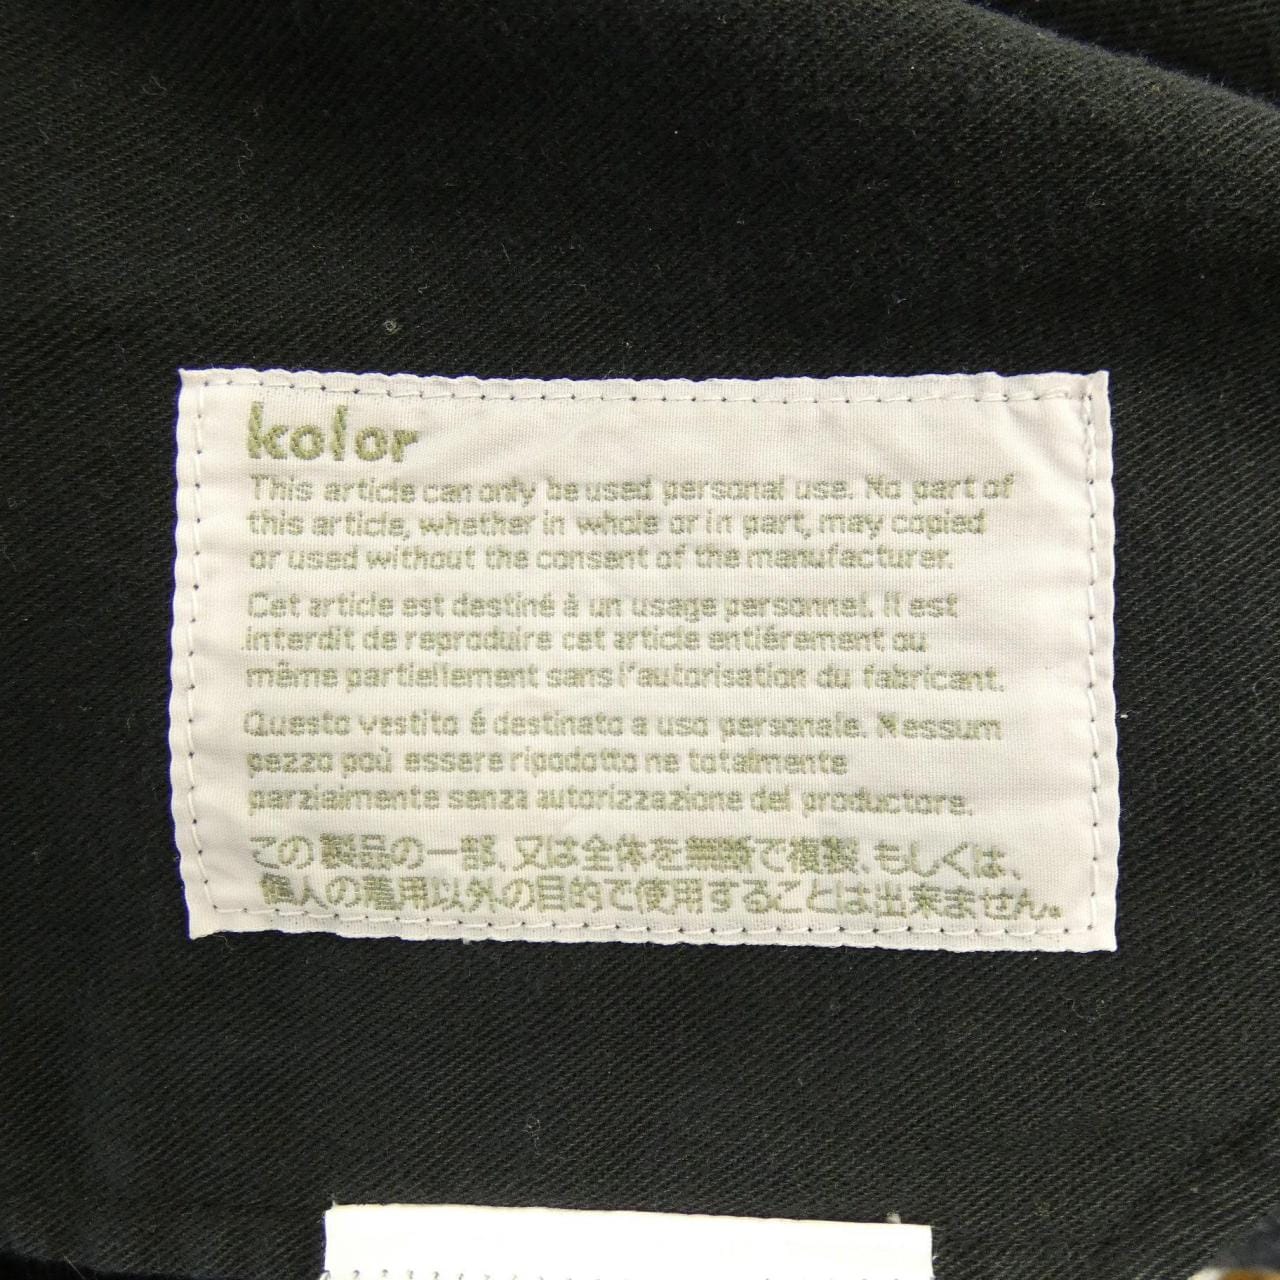 kolor
This article can only be used personal use. No part of
this article, whether in whole or in part, may copied
or used without the consent of the manufacturer.
Cet article est destiné à un usage personnel. Il est
interdit de reproduire cet article entiérement ou
même partiellement sans l'autorisation du fabricant.
Questo vestito é destinato a uso personale. Nessum
pezzo poù essere ripodotto ne totalmente
parzialmente senza autorizzazione del productore.
この製品の一部、又は全体を無断で複製、もしくは、
個人の着用以外の目的で使用することは出来ません。